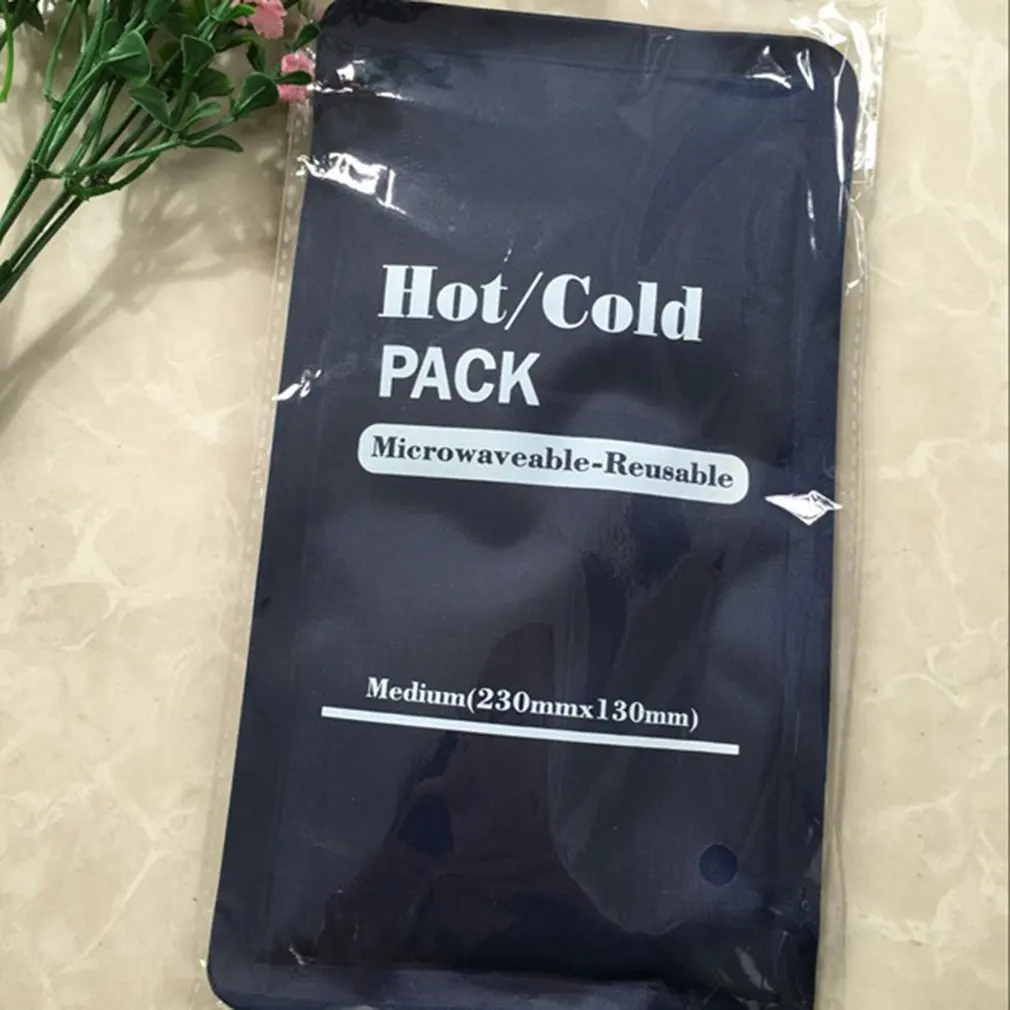 Hot/Cold
PACK
Microwaveable-Reusable
Medium(230mmx130mm)